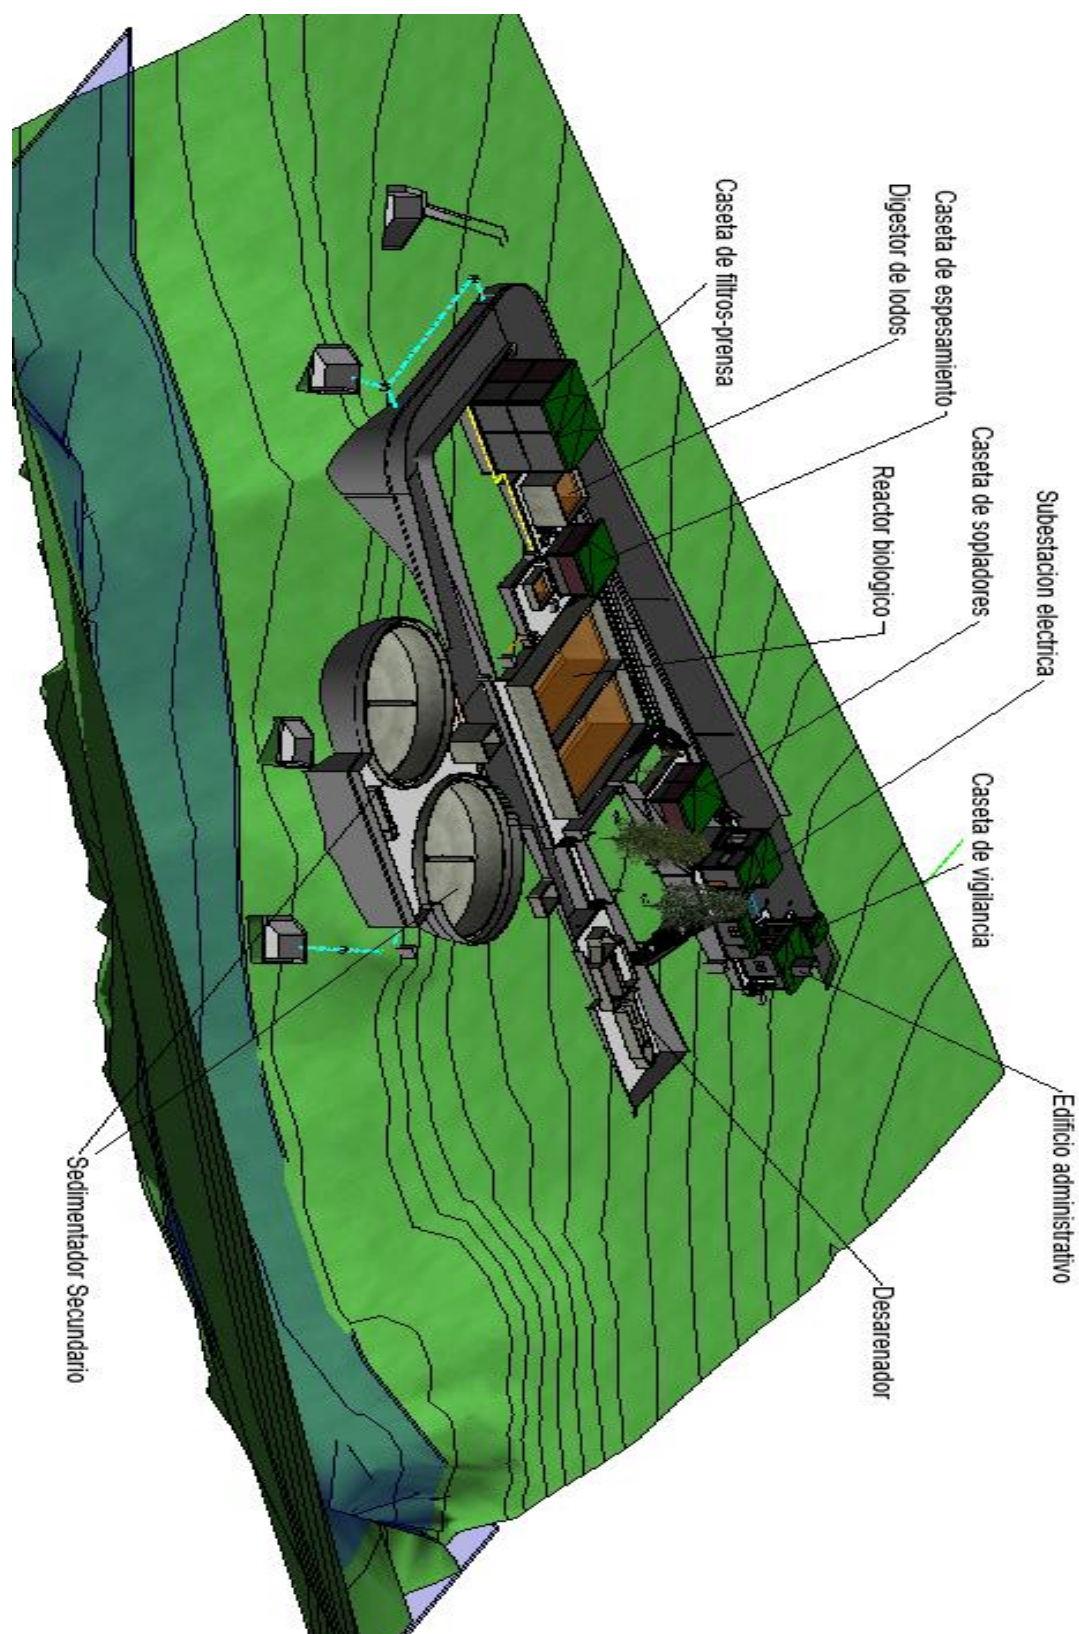 Subestacion electrica
Edificio administrativo
Caseta de sopladores
Caseta de vigilancia
Caseta de espesamiento
Digestor de lodos
Reactor biologico
Desarenador
Caseta de filtros-prensa
Sedimentador Secundario